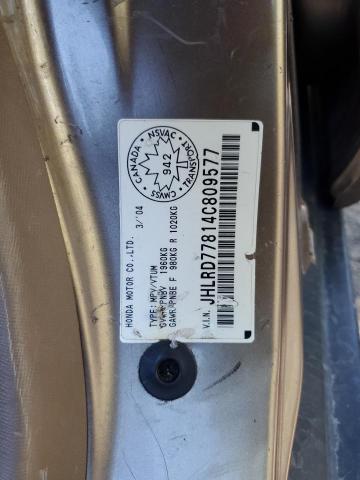 HONDA MOTOR CO., LTD.
3/'04
TYPE: MPV/VTUM
GVWR/PNBV 1960KG
GAWR/PNBE F 980KG R 1020KG
V.I.N.
JHLRD77814C809577
CANADA
NSVAC
TRANSPORT
CMVSS
942